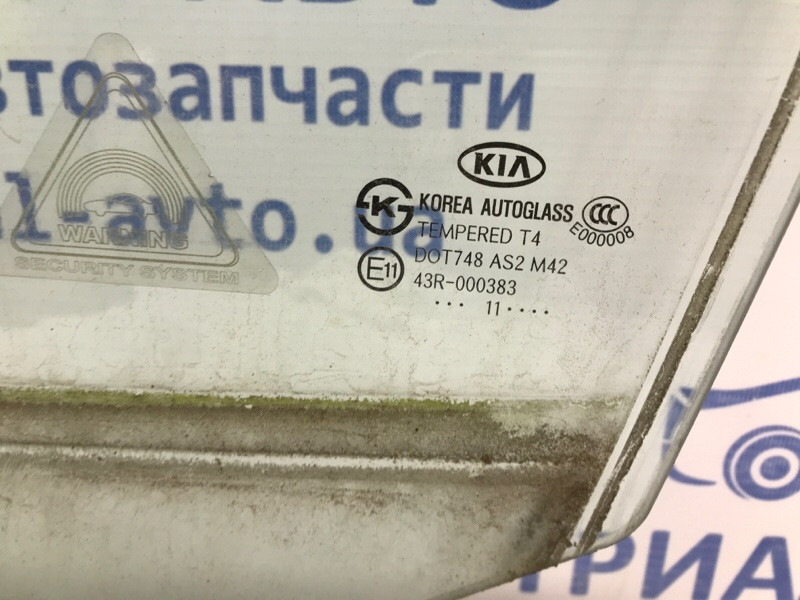 втозапчасти
l-avto.ua
WARNING
SECURITY SYSTEM
KIA
K
KOREA AUTOGLASS
CCC
E000008
TEMPERED T4
DOT748 AS2 M42
E11
43R-000383
··· 11 ····
ТРИА